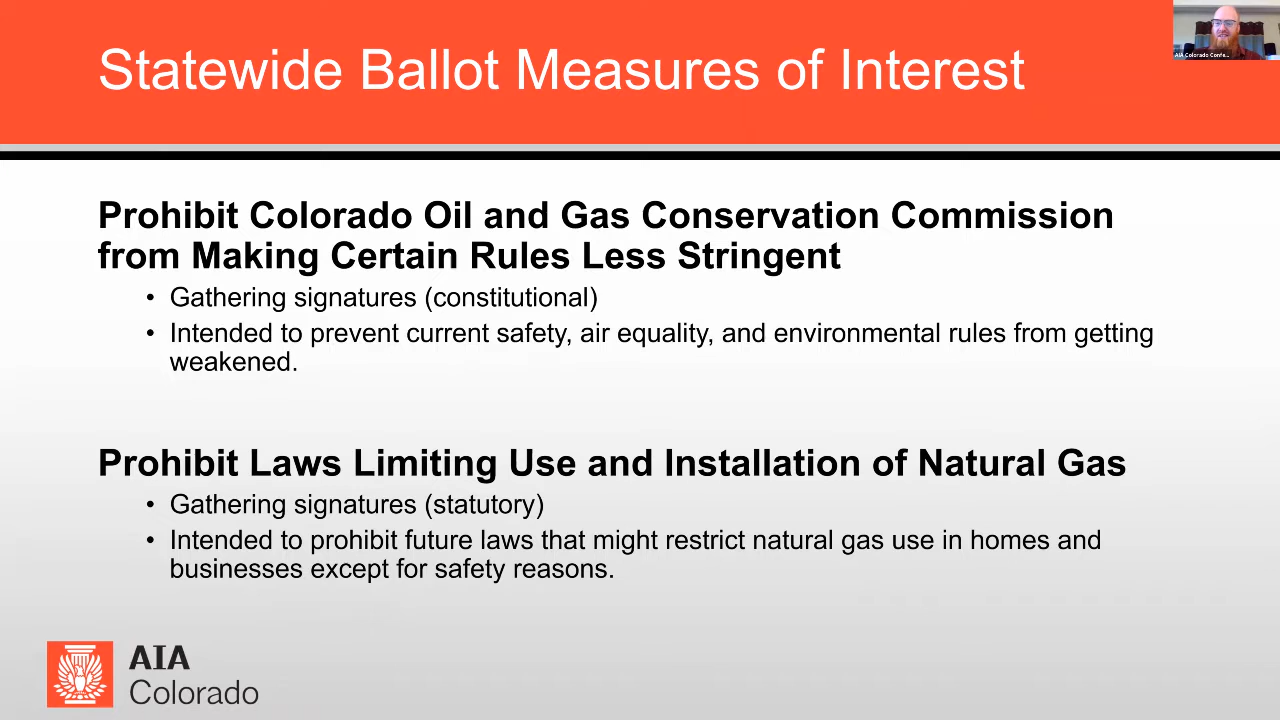 Statewide Ballot Measures of Interest
AIA Colorado Confe...
Prohibit Colorado Oil and Gas Conservation Commission
from Making Certain Rules Less Stringent
• Gathering signatures (constitutional)
• Intended to prevent current safety, air equality, and environmental rules from getting
weakened.
Prohibit Laws Limiting Use and Installation of Natural Gas
• Gathering signatures (statutory)
• Intended to prohibit future laws that might restrict natural gas use in homes and
businesses except for safety reasons.
AIA
Colorado